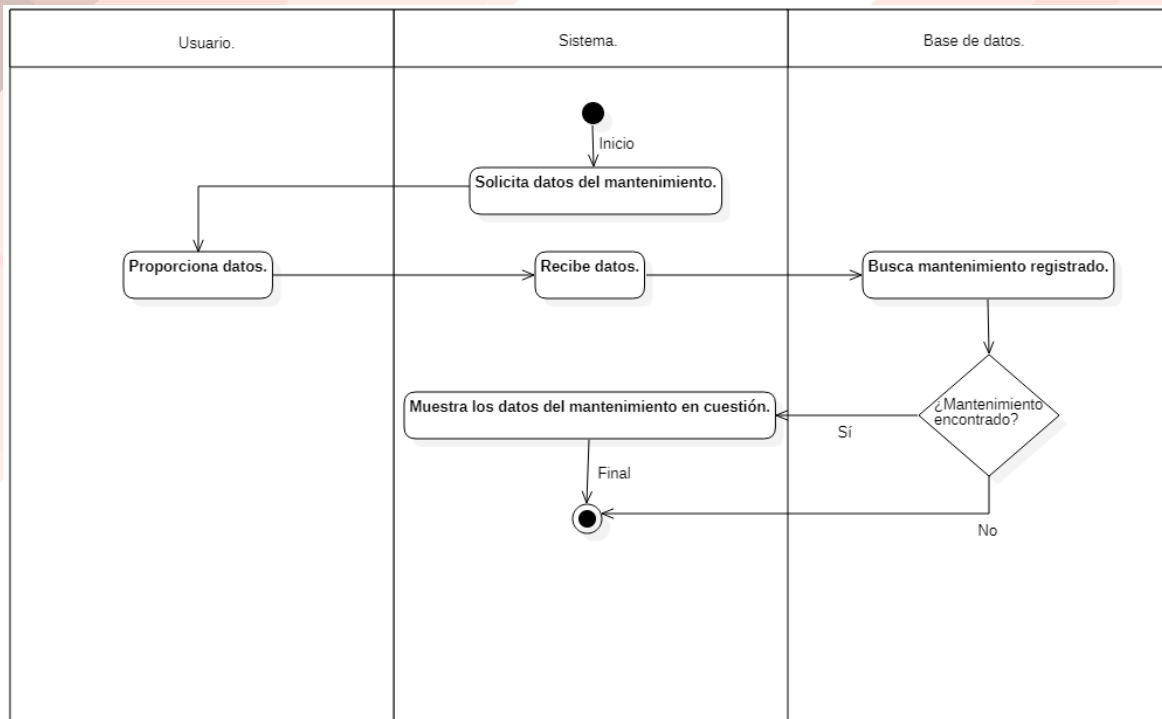 Usuario.
Sistema.
Base de datos.
Inicio
Solicita datos del mantenimiento.
Proporciona datos.
Recibe datos.
Busca mantenimiento registrado.
¿Mantenimiento
encontrado?
Muestra los datos del mantenimiento en cuestión.
Sí
Final
No